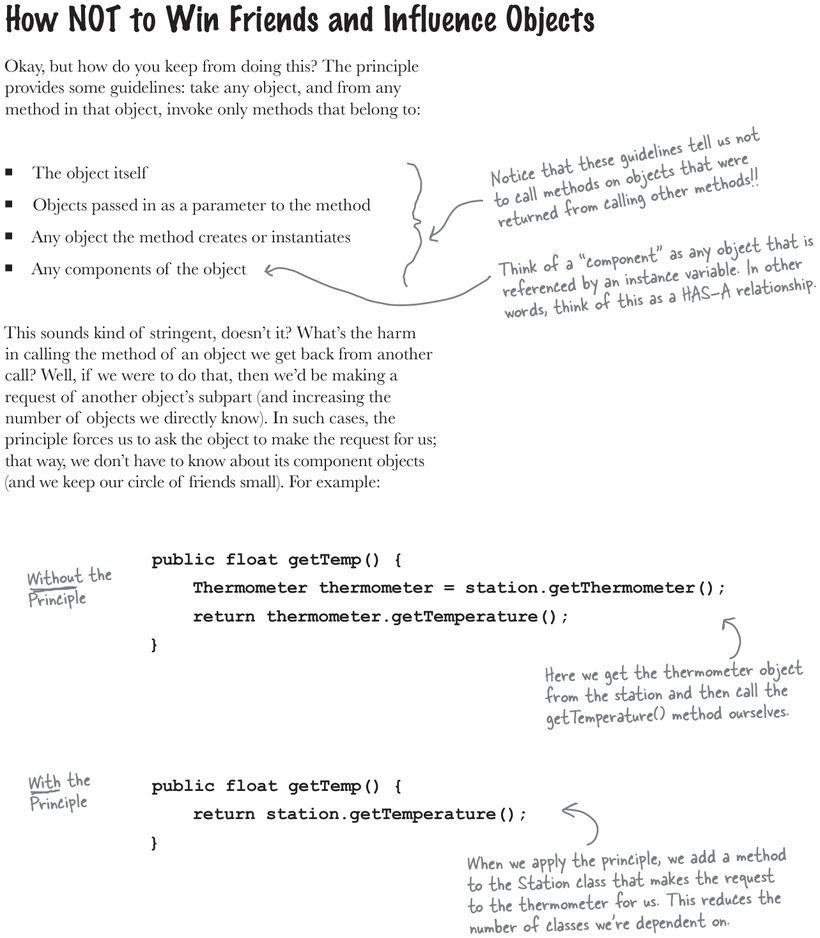 How NOT to Win Friends and Influence Objects
Okay, but how do you keep from doing this? The principle
provides some guidelines: take any object, and from any
method in that object, invoke only methods that belong to:
▪ The object itself
▪ Objects passed in as a parameter to the method
▪ Any object the method creates or instantiates
▪ Any components of the object
Notice that these guidelines tell us not
to call methods on objects that were
returned from calling other methods!!
Think of a “component” as any object that is
referenced by an instance variable. In other
words, think of this as a HAS-A relationship.
This sounds kind of stringent, doesn’t it? What’s the harm
in calling the method of an object we get back from another
call? Well, if we were to do that, then we’d be making a
request of another object’s subpart (and increasing the
number of objects we directly know). In such cases, the
principle forces us to ask the object to make the request for us;
that way, we don’t have to know about its component objects
(and we keep our circle of friends small). For example:
Without the
Principle
public float getTemp() {
    Thermometer thermometer = station.getThermometer();
    return thermometer.getTemperature();
}
Here we get the thermometer object
from the station and then call the
getTemperature() method ourselves.
With the
Principle
public float getTemp() {
    return station.getTemperature();
}
When we apply the principle, we add a method
to the Station class that makes the request
to the thermometer for us. This reduces the
number of classes we’re dependent on.